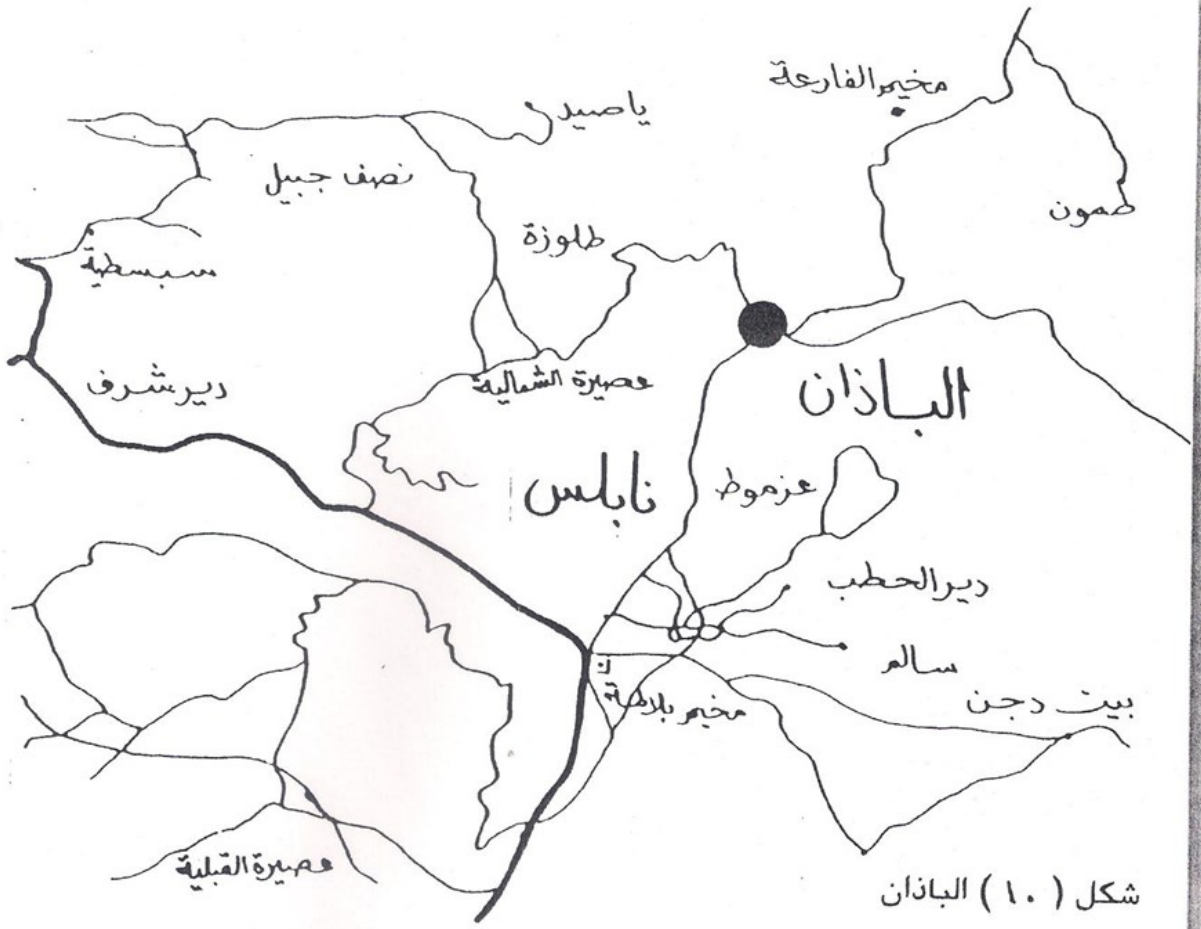 مخيم الفارعة
ياصيد
نصف جبيل
طمون
طلوزة
سبسطية
عصيرة الشمالية
دير شرف
الباذان
نابلس
عزموط
دير الحطب
سالم
بيت دجن
مخيم بلاطة
عصيرة القبلية
شكل (١٠) الباذان